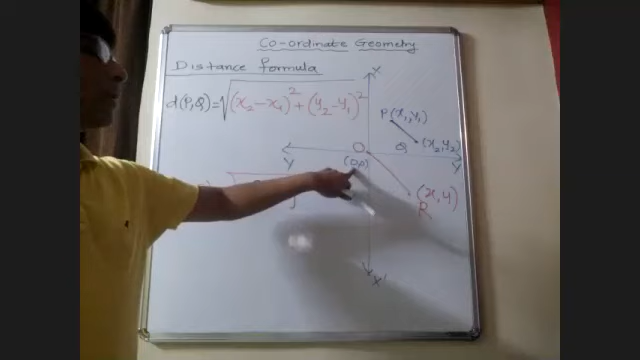 Co-ordinate Geometry
Distance formula
d(P,Q)=√(x₂-x₁)²+(y₂-y₁)²
X
P(x₁,y₁)
Q (x₂,y₂)
O
Y Y
(0,0)
(x,y)
R
X'